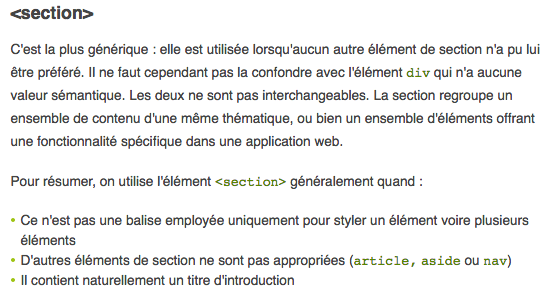 <section>
C'est la plus générique : elle est utilisée lorsqu'aucun autre élément de section n'a pu lui
être préféré. Il ne faut cependant pas la confondre avec l'élément div qui n'a aucune
valeur sémantique. Les deux ne sont pas interchangeables. La section regroupe un
ensemble de contenu d'une même thématique, ou bien un ensemble d'éléments offrant
une fonctionnalité spécifique dans une application web.
Pour résumer, on utilise l'élément <section> généralement quand :
• Ce n'est pas une balise employée uniquement pour styler un élément voire plusieurs
éléments
• D'autres éléments de section ne sont pas appropriées (article, aside ou nav)
• Il contient naturellement un titre d'introduction